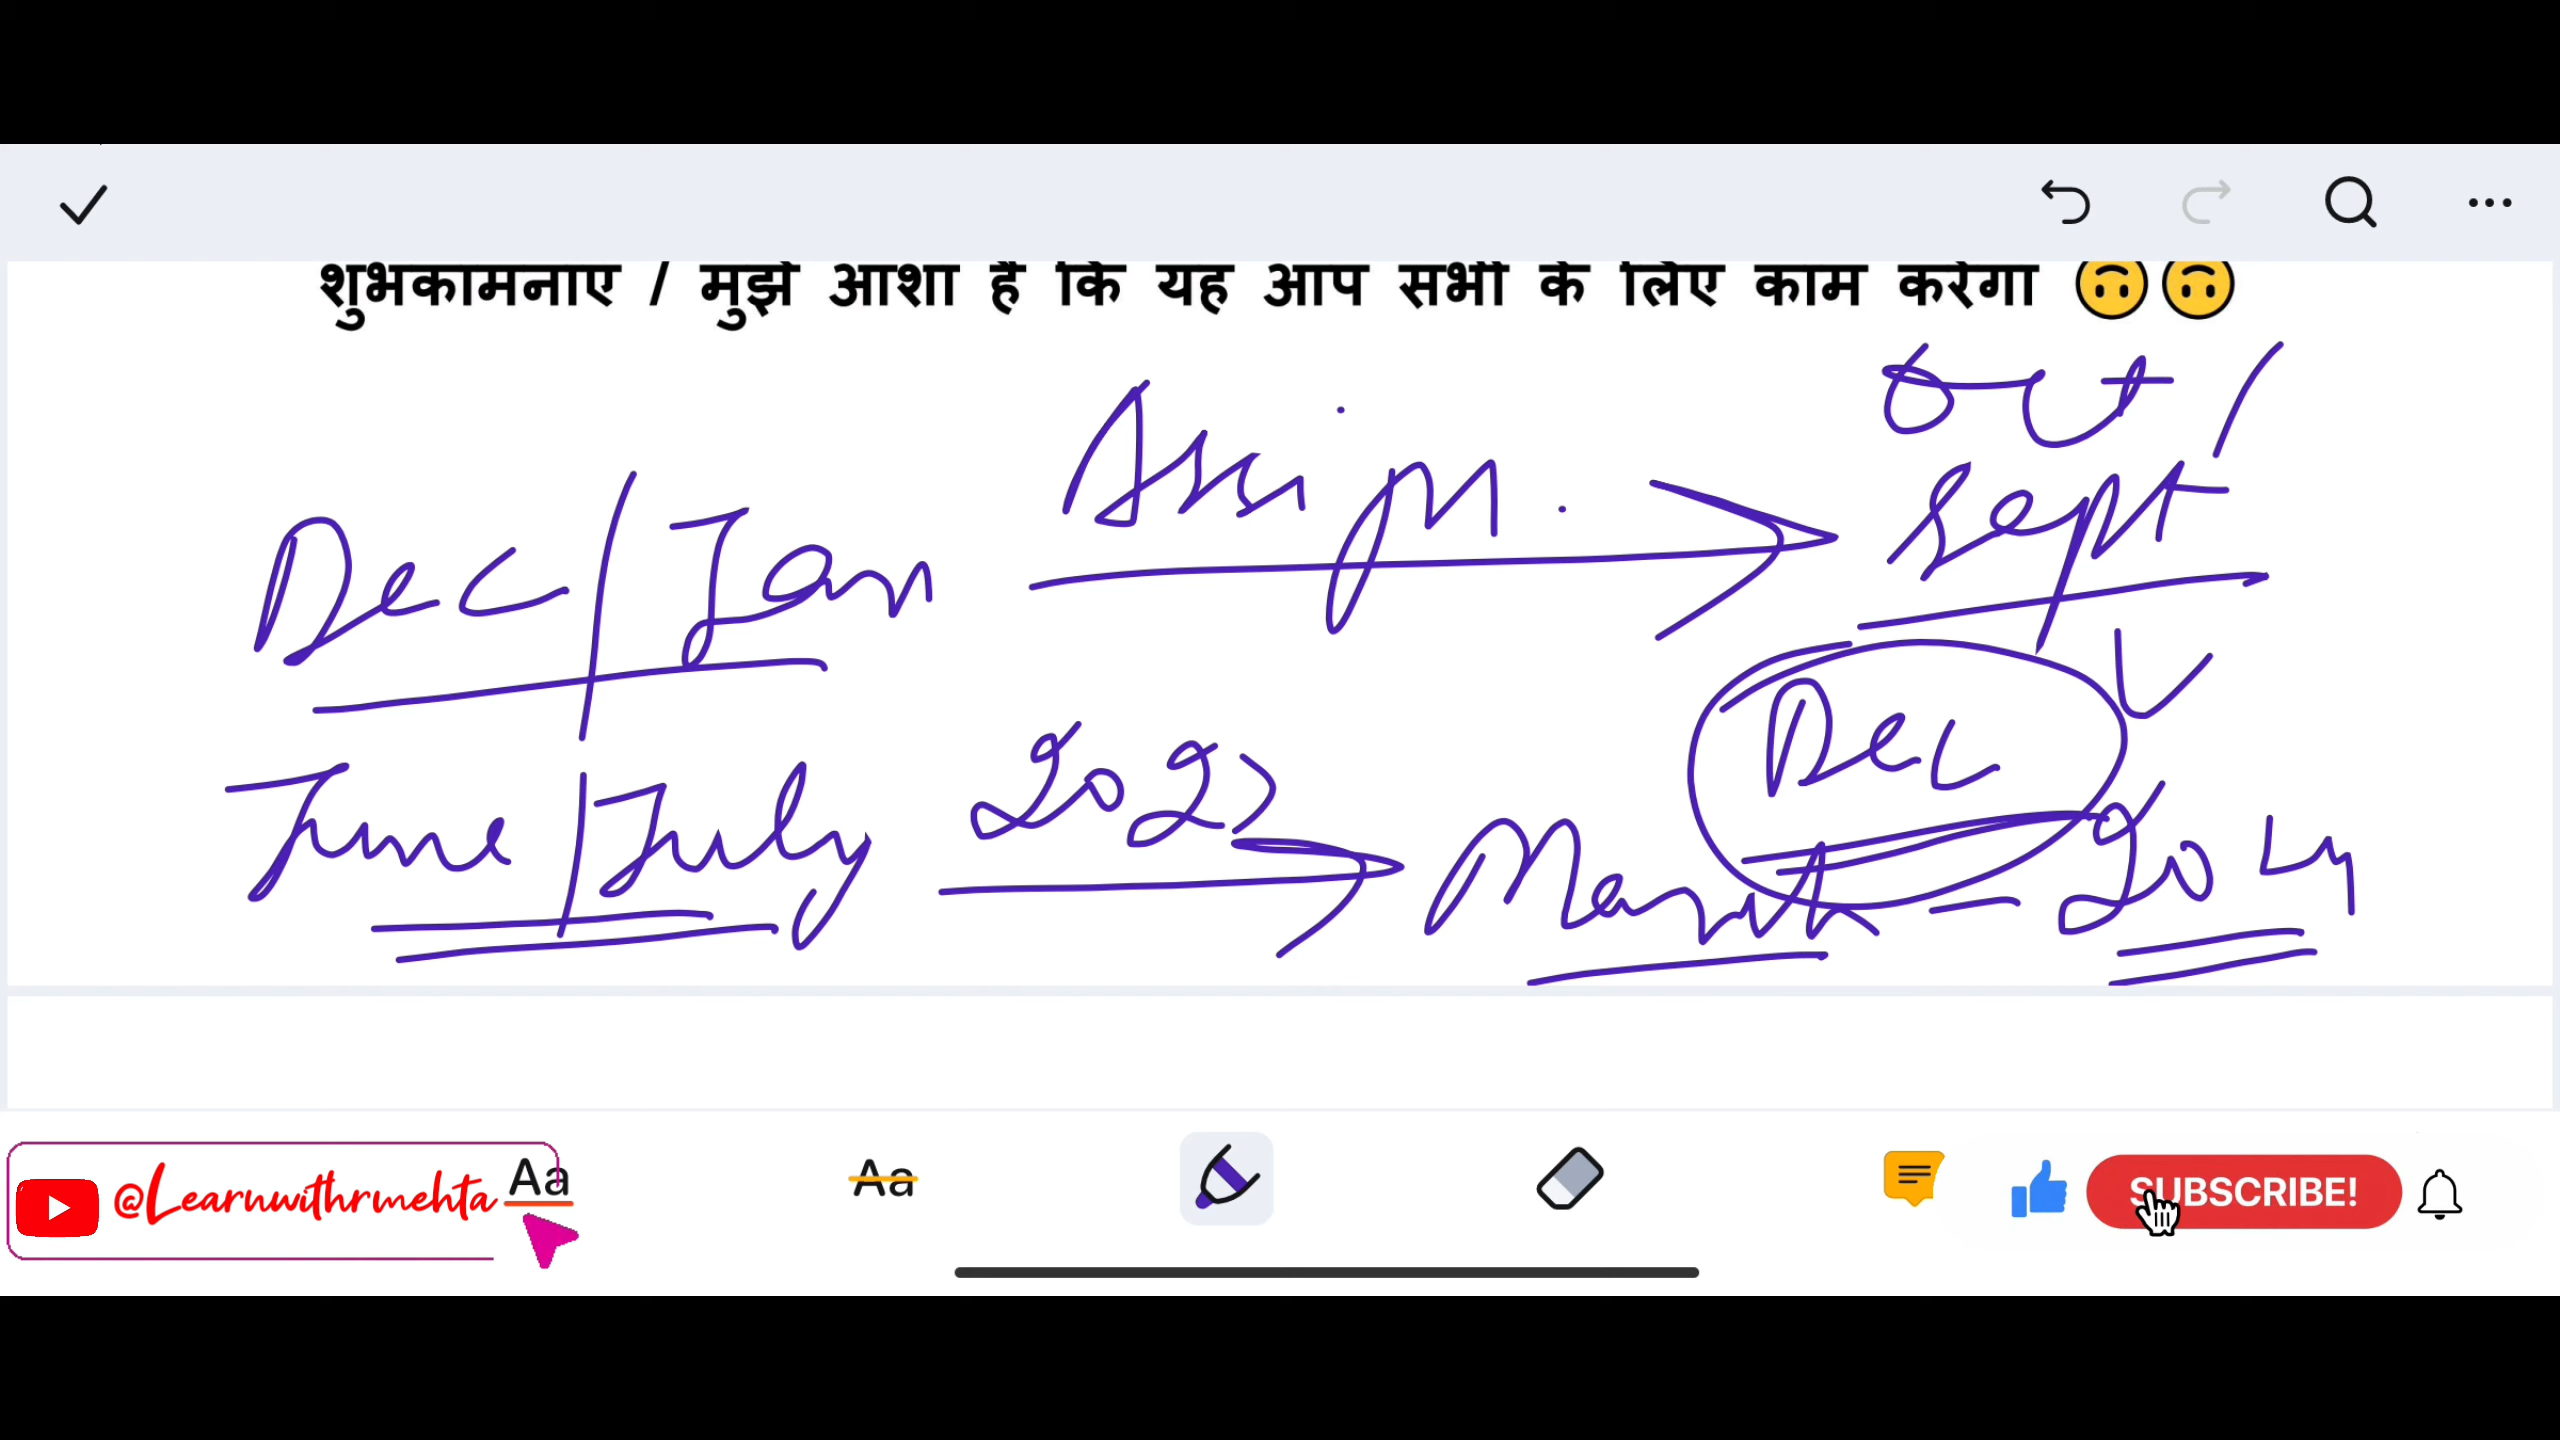 शुभकामनाए / मुझे आशा है कि यह आप सभी के लिए काम करेगा 🙃🙃
Oct /
Dec / Jan Assign. Sept
Dec
June / July 2023 March - 2024
@Learnwithrmehta Aa Aa SUBSCRIBE!